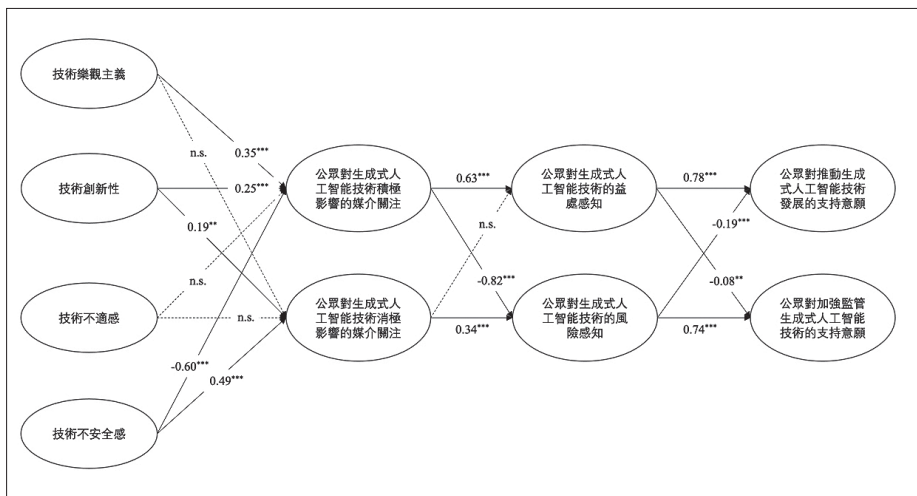 技術樂觀主義
n.s.
0.35***
技術創新性
0.25***
0.19**
公眾對生成式人
工智能技術積極
影響的媒介關注
0.63***
公眾對生成式人
工智能技術的益
處感知
0.78***
公眾對推動生成
式人工智能技術
發展的支持意願
n.s.
-0.19***
技術不適感
n.s.
n.s.
公眾對生成式人
工智能技術消極
影響的媒介關注
-0.82***
0.34***
公眾對生成式人
工智能技術的風
險感知
-0.08**
0.74***
公眾對加強監管
生成式人工智能
技術的支持意願
-0.60***
0.49***
技術不安全感